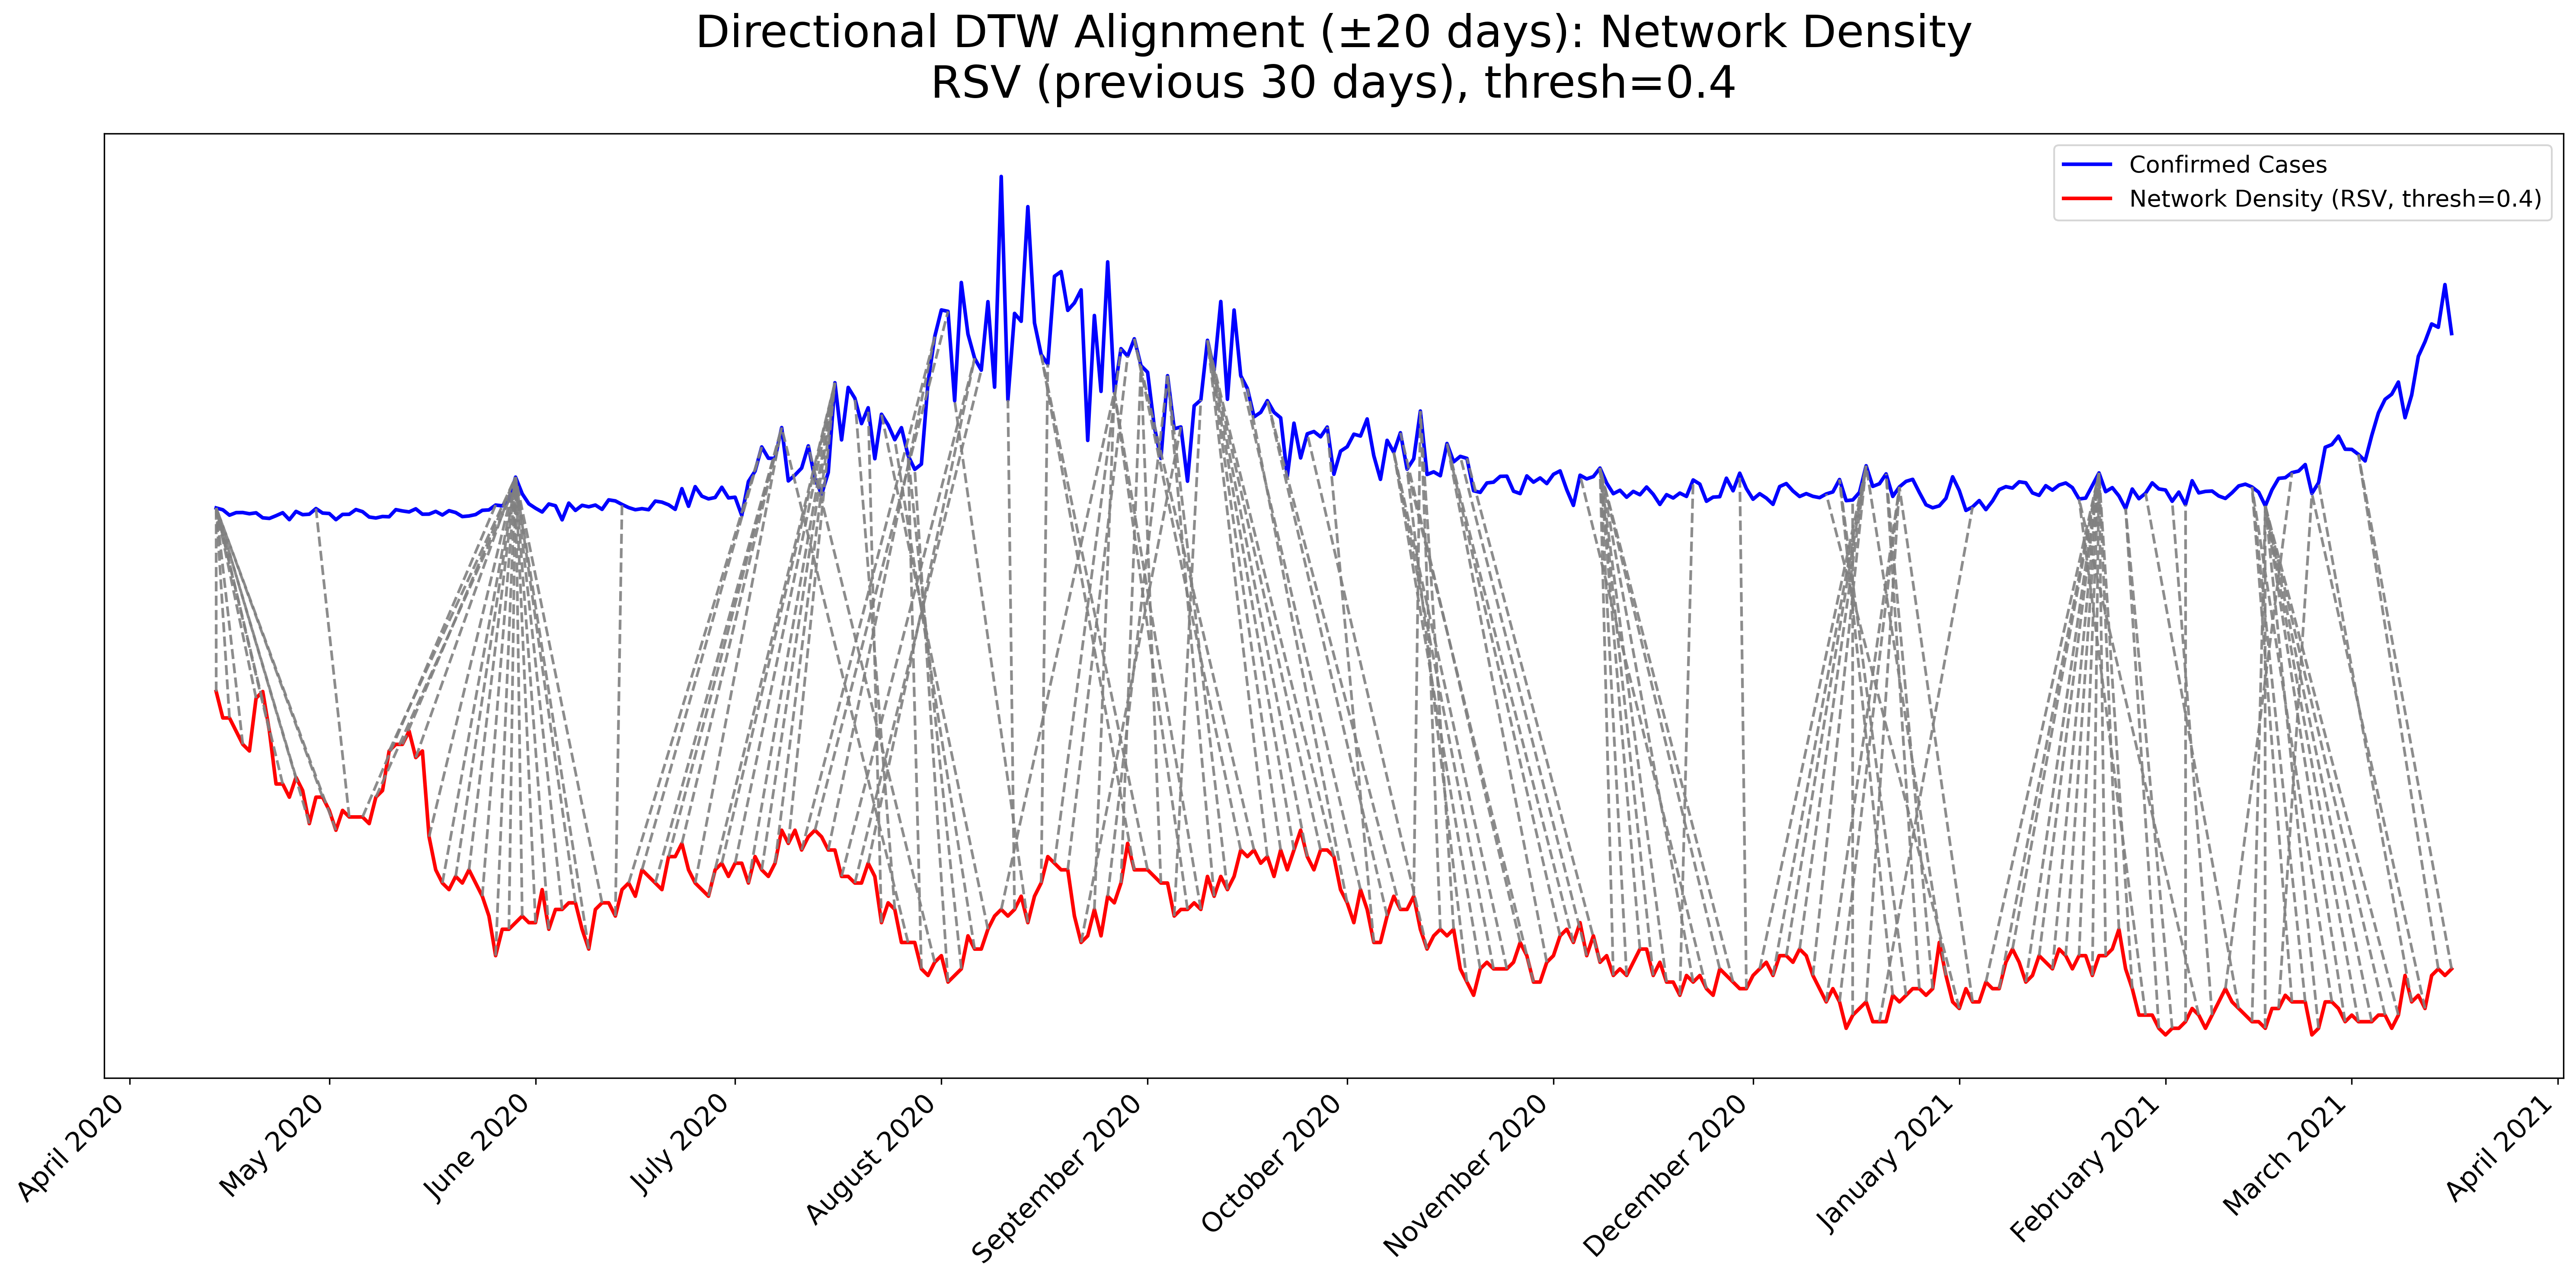 Directional DTW Alignment (±20 days): Network Density
RSV (previous 30 days), thresh=0.4
Confirmed Cases
Network Density (RSV, thresh=0.4)
April 2020
May 2020
June 2020
July 2020
August 2020
September 2020
October 2020
November 2020
December 2020
January 2021
February 2021
March 2021
April 2021